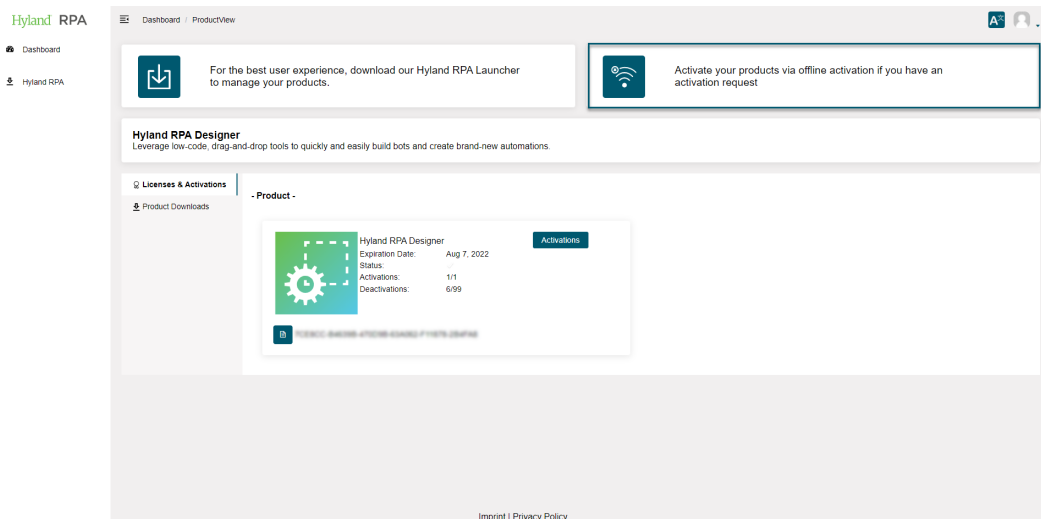 Hyland RPA
Dashboard / ProductView
Dashboard
Hyland RPA
For the best user experience, download our Hyland RPA Launcher
to manage your products.
Activate your products via offline activation if you have an
activation request
Hyland RPA Designer
Leverage low-code, drag-and-drop tools to quickly and easily build bots and create brand-new automations.
Licenses & Activations
Product Downloads
- Product -
Hyland RPA Designer
Activations
Expiration Date: Aug 7, 2022
Status:
Activations: 1/1
Deactivations: 6/99
Imprint | Privacy Policy